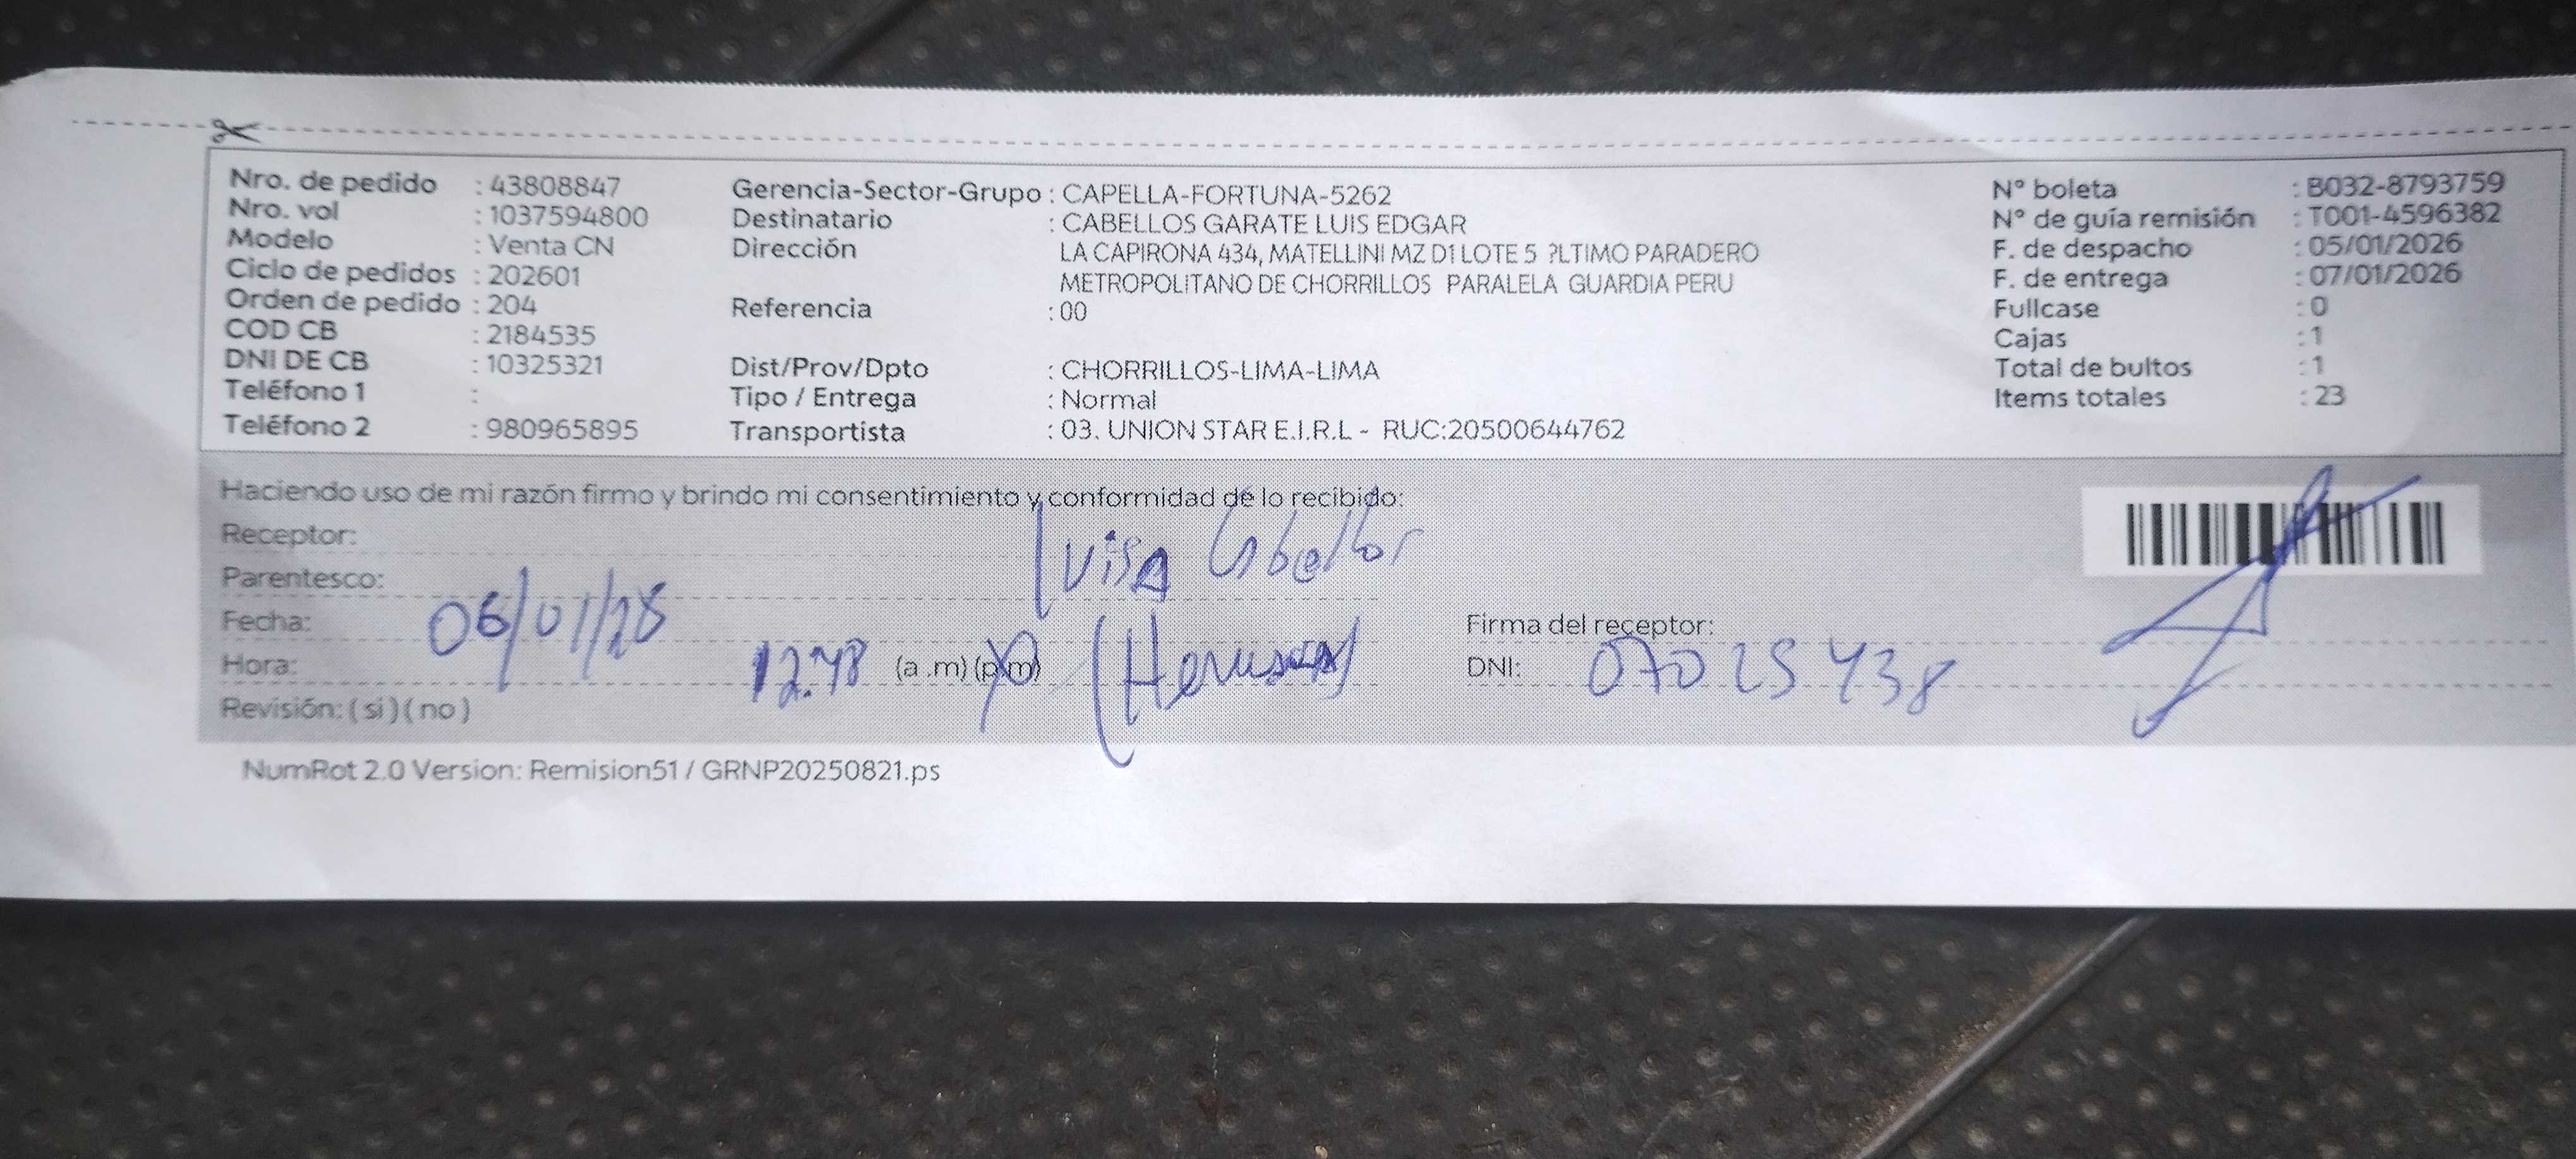 Nro. de pedido : 43808847
Nro. vol : 1037594800
Modelo : Venta CN
Ciclo de pedidos : 202601
Orden de pedido : 204
COD CB : 2184535
DNI DE CB : 10325321
Teléfono 1 :
Teléfono 2 : 980965895
Gerencia-Sector-Grupo : CAPELLA-FORTUNA-5262
Destinatario : CABELLOS GARATE LUIS EDGAR
Dirección LA CAPIRONA 434, MATELLINI MZ D1 LOTE 5 ?LTIMO PARADERO
METROPOLITANO DE CHORRILLOS PARALELA GUARDIA PERU
Referencia : 00
Dist/Prov/Dpto : CHORRILLOS-LIMA-LIMA
Tipo / Entrega : Normal
Transportista : 03. UNION STAR E.I.R.L - RUC:20500644762
N° boleta : B032-8793759
N° de guía remisión : T001-4596382
F. de despacho : 05/01/2026
F. de entrega : 07/01/2026
Fullcase : 0
Cajas : 1
Total de bultos : 1
Items totales : 23
Haciendo uso de mi razón firmo y brindo mi consentimiento y conformidad de lo recibido:
Receptor: Luisa
Parentesco:
Fecha: 06/01/28
Hora: 12:48 (a .m) (p.m)
Revisión: ( si ) ( no )
Firma del receptor:
DNI: 07025438
NumRot 2.0 Version: Remision51 / GRNP20250821.ps